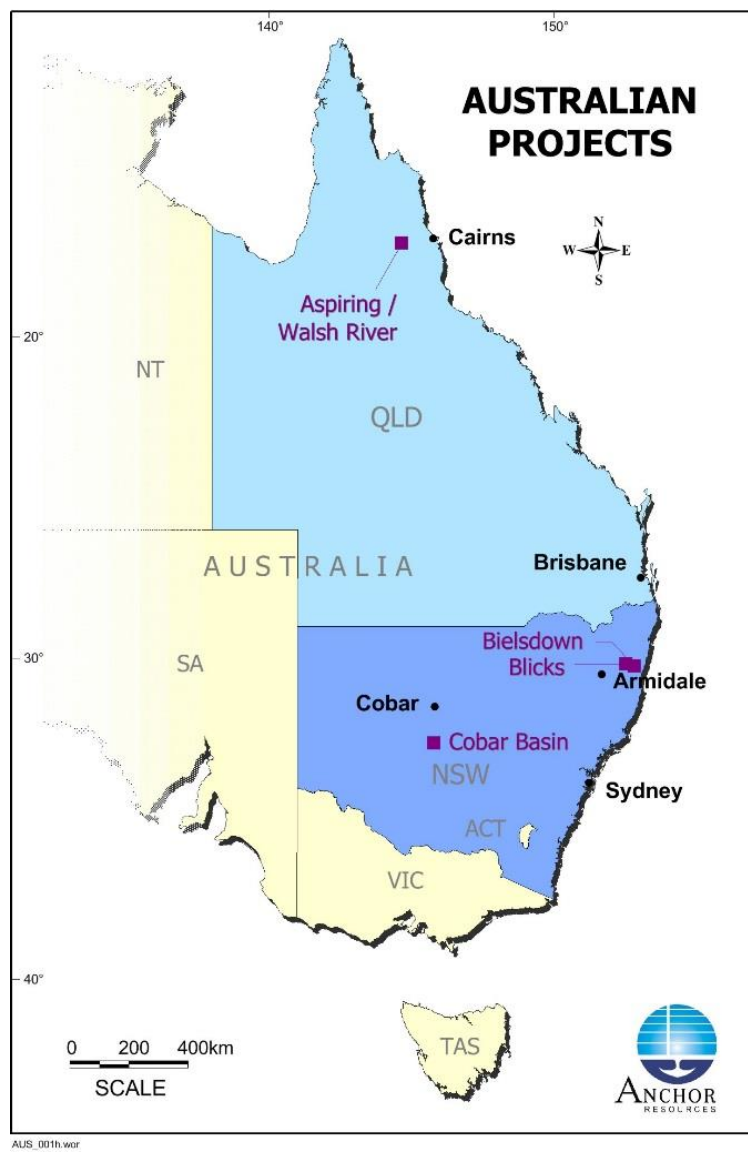 140°
150°
AUSTRALIAN
PROJECTS
N
W E
S
Cairns
Aspiring /
Walsh River
20°
NT
QLD
AUSTRALIA
Brisbane
Bielsdown
Blicks
30°
SA
Armidale
Cobar
Cobar Basin
NSW
Sydney
ACT
VIC
40°
0 200 400km
SCALE
TAS
ANCHOR
RESOURCES
AUS_001h.wor